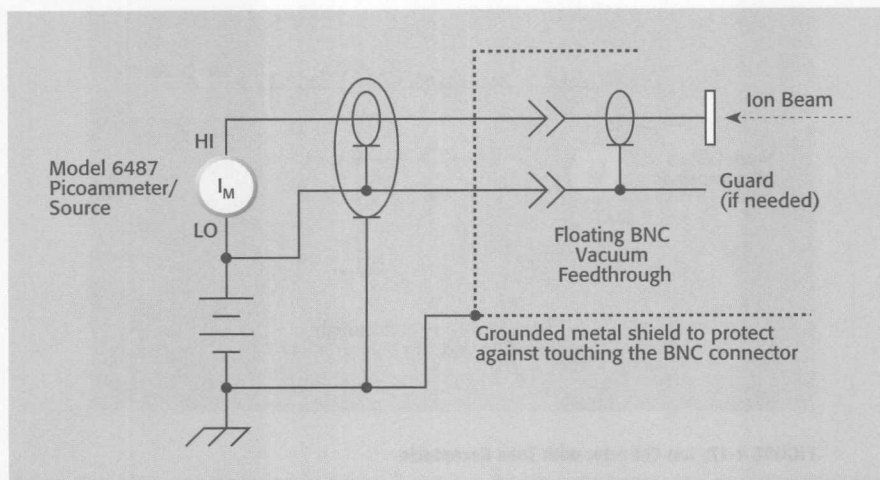 HI
Model 6487
Picoammeter/
Source
IM
LO
Ion Beam
Guard
(if needed)
Floating BNC
Vacuum
Feedthrough
Grounded metal shield to protect
against touching the BNC connector